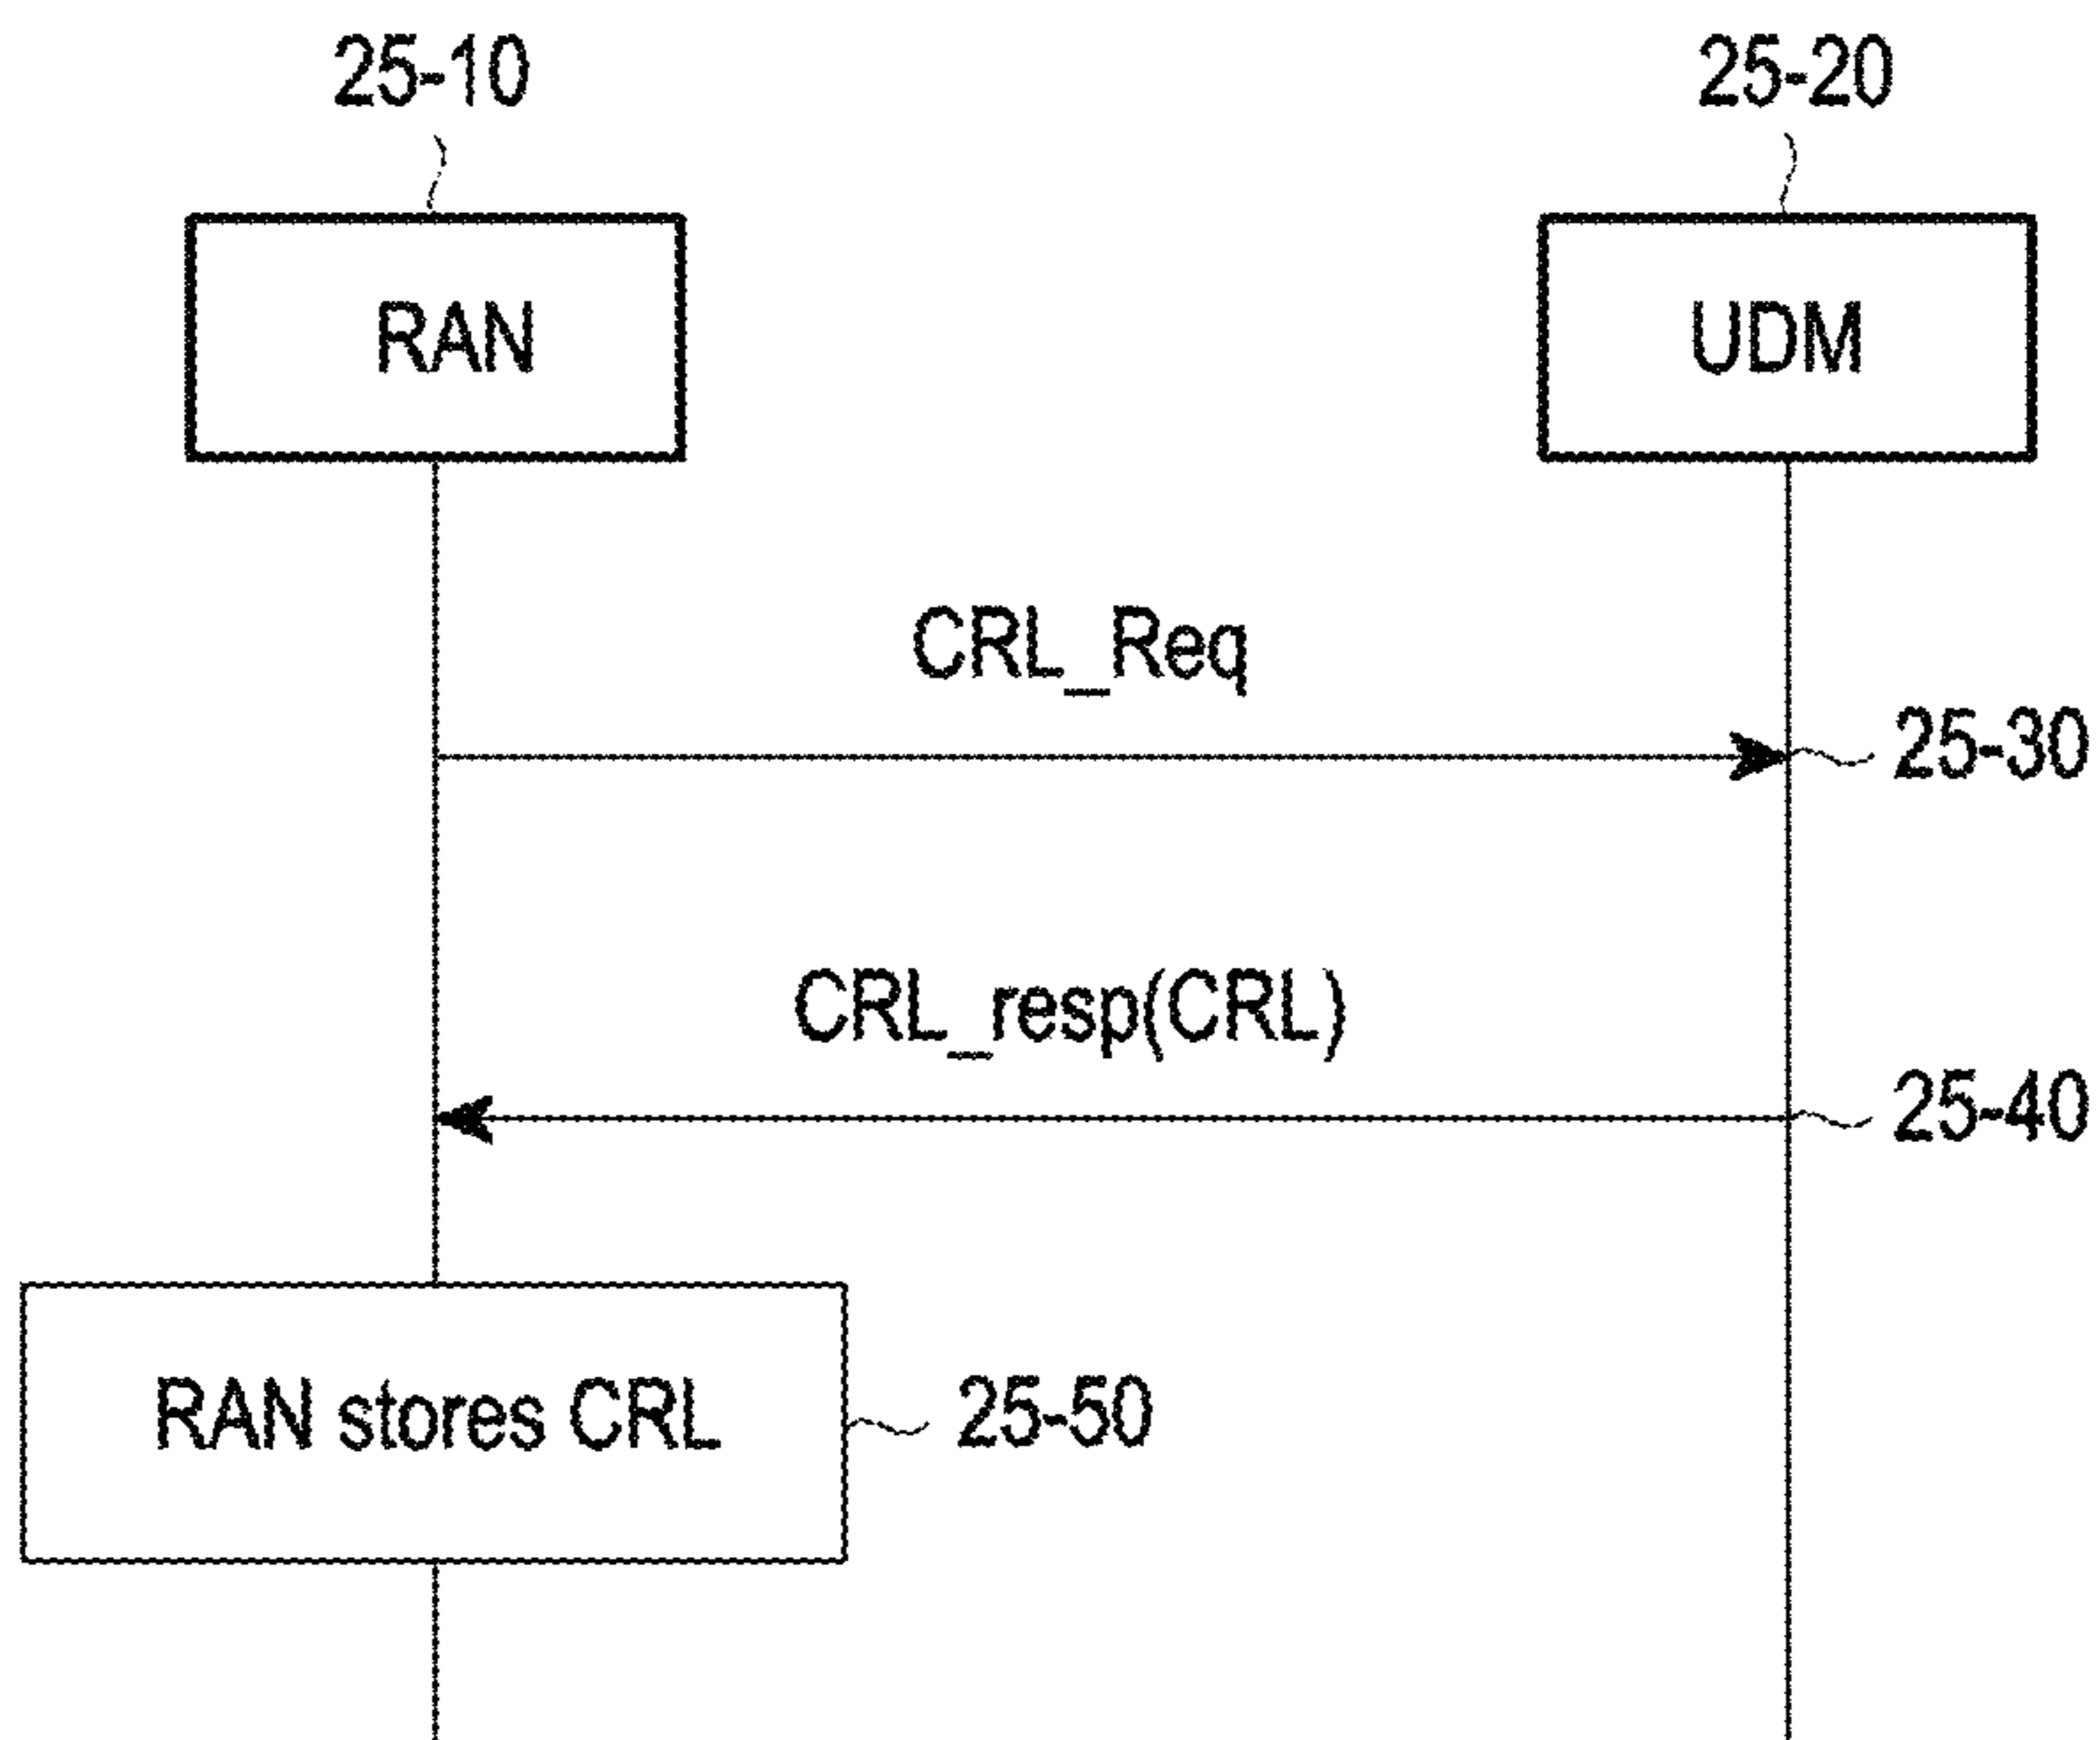 25-10
25-20
RAN
UDM
CRL_Req
25-30
CRL_resp(CRL)
25-40
RAN stores CRL
25-50